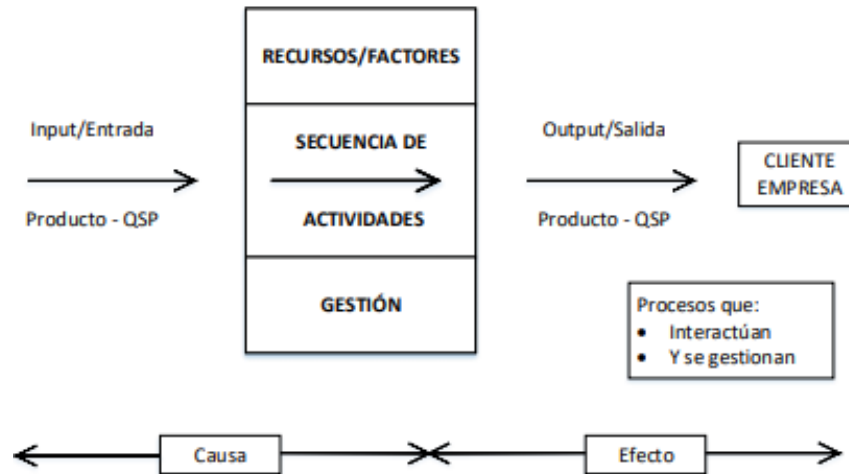 RECURSOS/FACTORES
Input/Entrada
Producto - QSP
SECUENCIA DE
ACTIVIDADES
GESTIÓN
Output/Salida
Producto - QSP
CLIENTE
EMPRESA
Procesos que:
• Interactúan
• Y se gestionan
Causa
Efecto